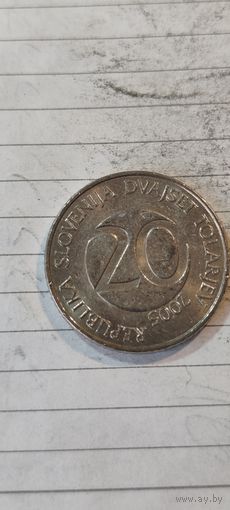 REPUBLIKA SLOVENIJA DVAJSET TOLARJEV
20
2005
www.ay.by